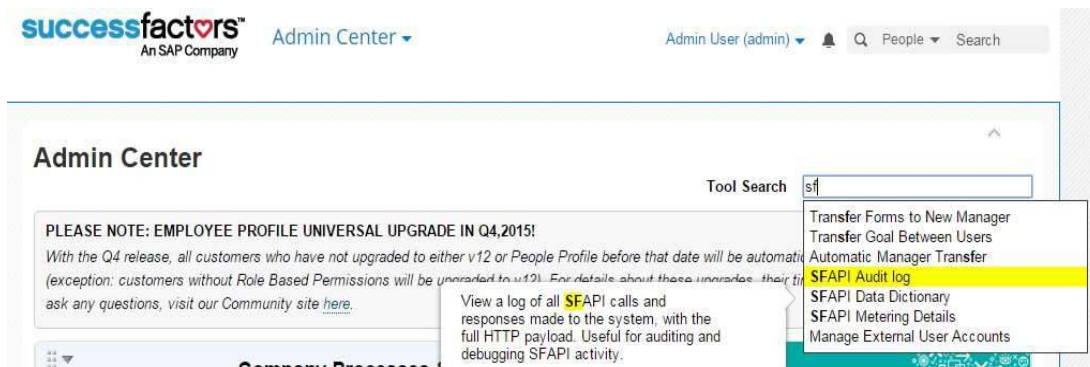 successfactors™
An SAP Company
Admin Center
Admin User (admin)
People
Search
Admin Center
Tool Search
sf
PLEASE NOTE: EMPLOYEE PROFILE UNIVERSAL UPGRADE IN Q4,2015!
With the Q4 release, all customers who have not upgraded to either v12 or People Profile before that date will be automatic
(exception: customers without Role Based Permissions will be upgraded to v12). For details about these upgrades, their ti
ask any questions, visit our Community site here.
Transfer Forms to New Manager
Transfer Goal Between Users
Automatic Manager Transfer
SFAPI Audit log
SFAPI Data Dictionary
SFAPI Metering Details
Manage External User Accounts
View a log of all SFAPI calls and
responses made to the system, with the
full HTTP payload. Useful for auditing and
debugging SFAPI activity.
Company Processes